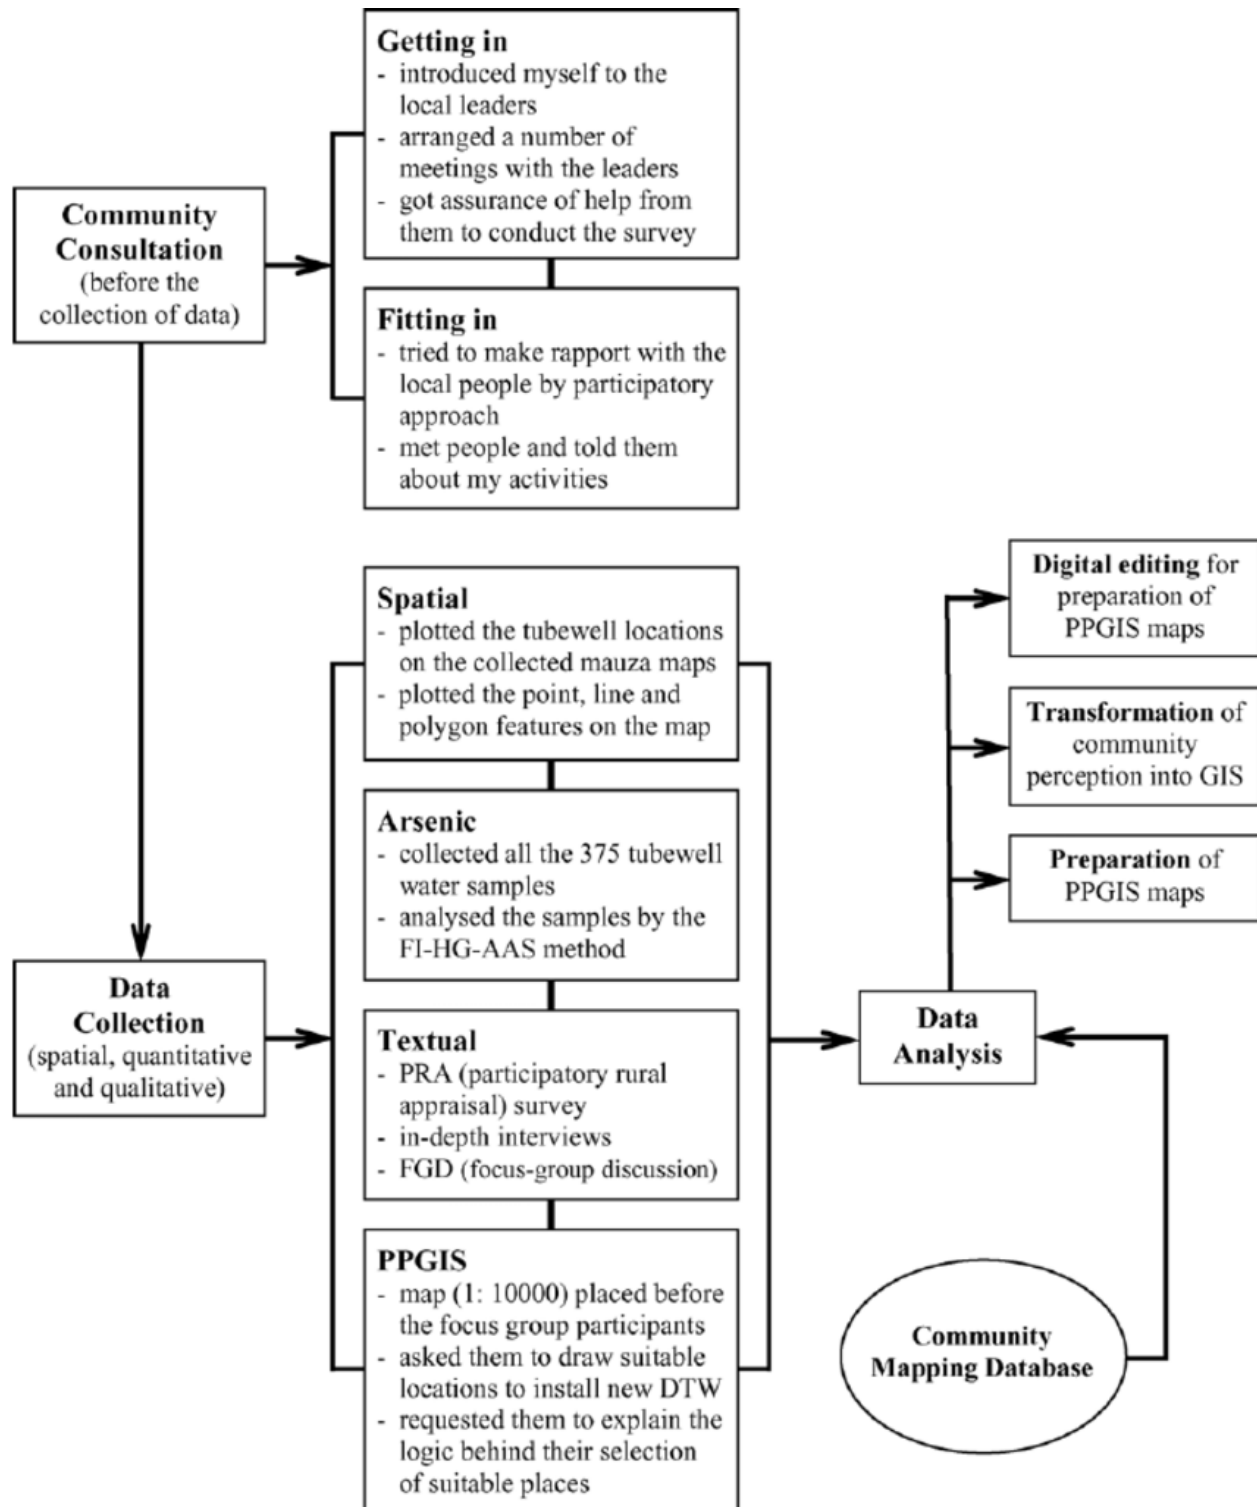 Getting in
- introduced myself to the
local leaders
- arranged a number of
meetings with the leaders
- got assurance of help from
them to conduct the survey
Community
Consultation
(before the
collection of data)
Fitting in
- tried to make rapport with the
local people by participatory
approach
- met people and told them
about my activities
Spatial
- plotted the tubewell locations
on the collected mauza maps
- plotted the point, line and
polygon features on the map
Arsenic
- collected all the 375 tubewell
water samples
- analysed the samples by the
FI-HG-AAS method
Data
Collection
(spatial, quantitative
and qualitative)
Textual
- PRA (participatory rural
appraisal) survey
- in-depth interviews
- FGD (focus-group discussion)
PPGIS
- map (1: 10000) placed before
the focus group participants
- asked them to draw suitable
locations to install new DTW
- requested them to explain the
logic behind their selection
of suitable places
Digital editing for
preparation of
PPGIS maps
Transformation of
community
perception into GIS
Preparation of
PPGIS maps
Data
Analysis
Community
Mapping Database